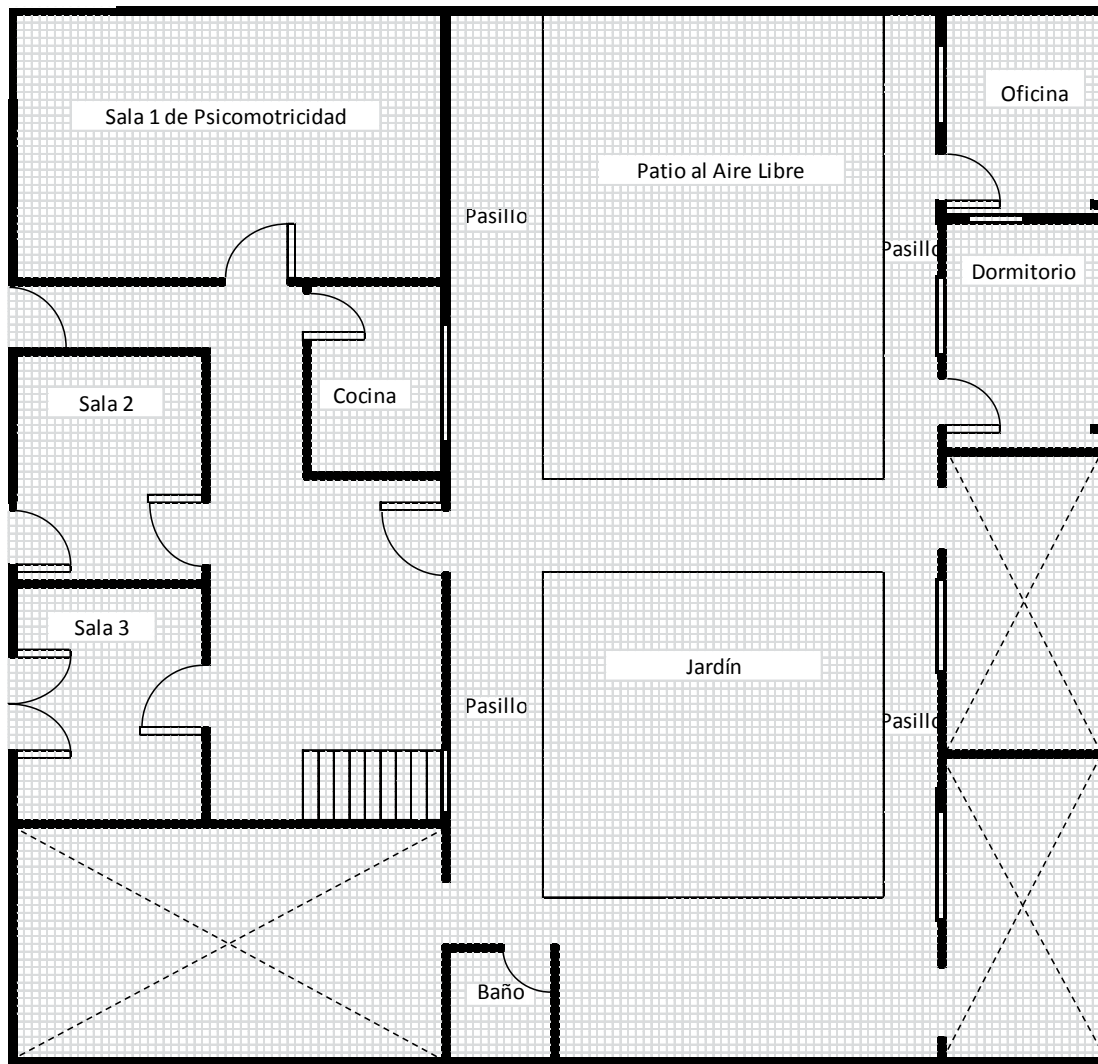 Sala 1 de Psicomotricidad
Oficina
Patio al Aire Libre
Pasillo
Pasillo
Dormitorio
Cocina
Sala 2
Sala 3
Jardín
Pasillo
Pasillo
Baño